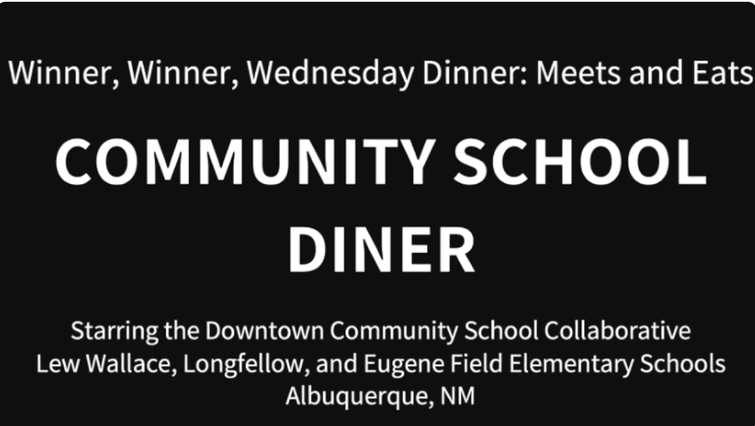 Winner, Winner, Wednesday Dinner: Meets and Eats
COMMUNITY SCHOOL
DINER
Starring the Downtown Community School Collaborative
Lew Wallace, Longfellow, and Eugene Field Elementary Schools
Albuquerque, NM